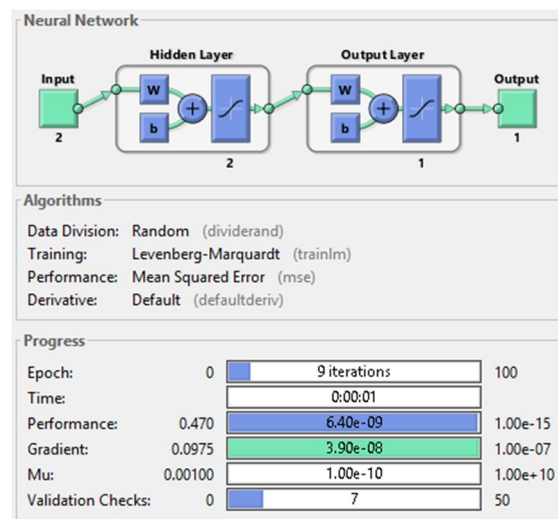 Neural Network
Hidden Layer Output Layer
Input Output
W W
+ +
b b
2 2 1 1
Algorithms
Data Division: Random (dividerand)
Training: Levenberg-Marquardt (trainlm)
Performance: Mean Squared Error (mse)
Derivative: Default (defaultderiv)
Progress
Epoch: 0 9 iterations 100
Time: 0:00:01
Performance: 0.470 6.40e-09 1.00e-15
Gradient: 0.0975 3.90e-08 1.00e-07
Mu: 0.00100 1.00e-10 1.00e+10
Validation Checks: 0 7 50